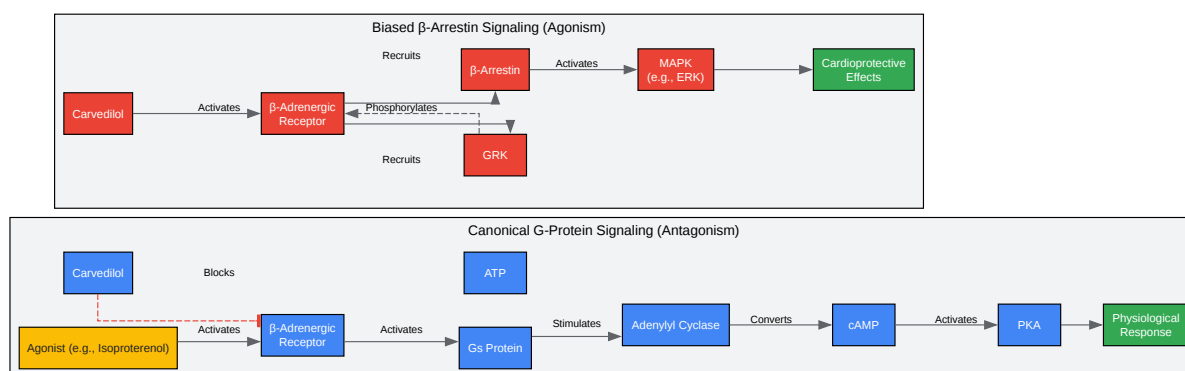 Biased β-Arrestin Signaling (Agonism)
Recruits
β-Arrestin
Activates
MAPK
(e.g., ERK)
Cardioprotective
Effects
Carvedilol
Activates
β-Adrenergic
Receptor
Phosphorylates
GRK
Recruits
Canonical G-Protein Signaling (Antagonism)
Carvedilol
Blocks
ATP
Agonist (e.g., Isoproterenol)
Activates
β-Adrenergic
Receptor
Activates
Gs Protein
Stimulates
Adenylyl Cyclase
Converts
cAMP
Activates
PKA
Physiological
Response